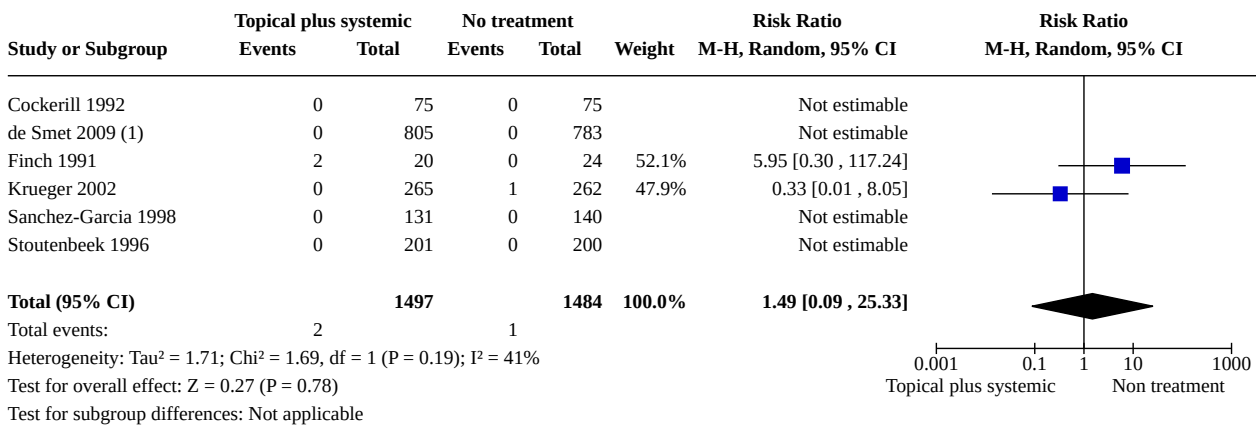 Topical plus systemic No treatment Risk Ratio Risk Ratio
Study or Subgroup Events Total Events Total Weight M-H, Random, 95% CI M-H, Random, 95% CI
Cockerill 1992 0 75 0 75 Not estimable
de Smet 2009 (1) 0 805 0 783 Not estimable
Finch 1991 2 20 0 24 52.1% 5.95 [0.30 , 117.24]
Krueger 2002 0 265 1 262 47.9% 0.33 [0.01 , 8.05]
Sanchez-Garcia 1998 0 131 0 140 Not estimable
Stoutenbeek 1996 0 201 0 200 Not estimable
Total (95% CI) 1497 1484 100.0% 1.49 [0.09 , 25.33]
Total events: 2 1
Heterogeneity: Tau² = 1.71; Chi² = 1.69, df = 1 (P = 0.19); I² = 41%
0.001 0.1 1 10 1000
Test for overall effect: Z = 0.27 (P = 0.78) Topical plus systemic Non treatment
Test for subgroup differences: Not applicable